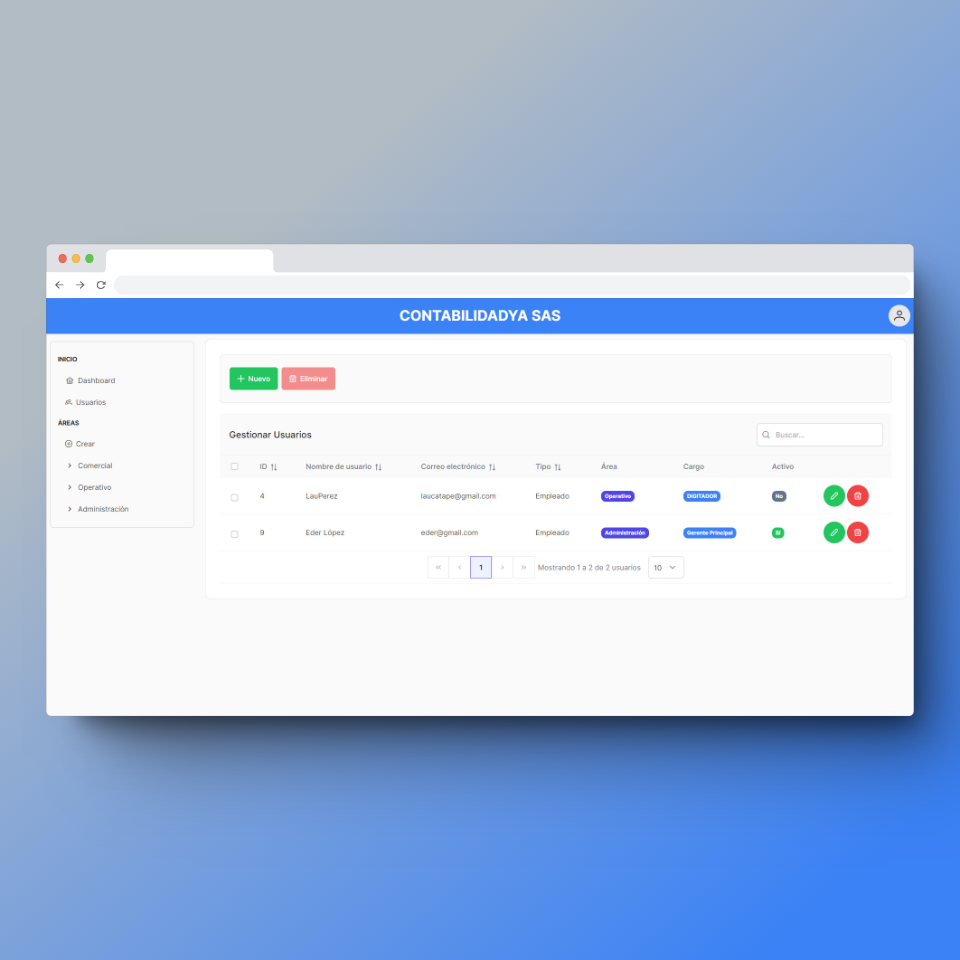 CONTABILIDADYA SAS
INICIO
Dashboard
Usuarios
ÁREAS
Crear
Comercial
Operativo
Administración
Nuevo Eliminar
Gestionar Usuarios Buscar...
ID Nombre de usuario Correo electrónico Tipo Área Cargo Activo
4 LauPerez laucatape@gmail.com Empleado Operativo DIGITADOR No
9 Eder López eder@gmail.com Empleado Administración Gerente Principal Si
« ‹ 1 › » Mostrando 1 a 2 de 2 usuarios 10